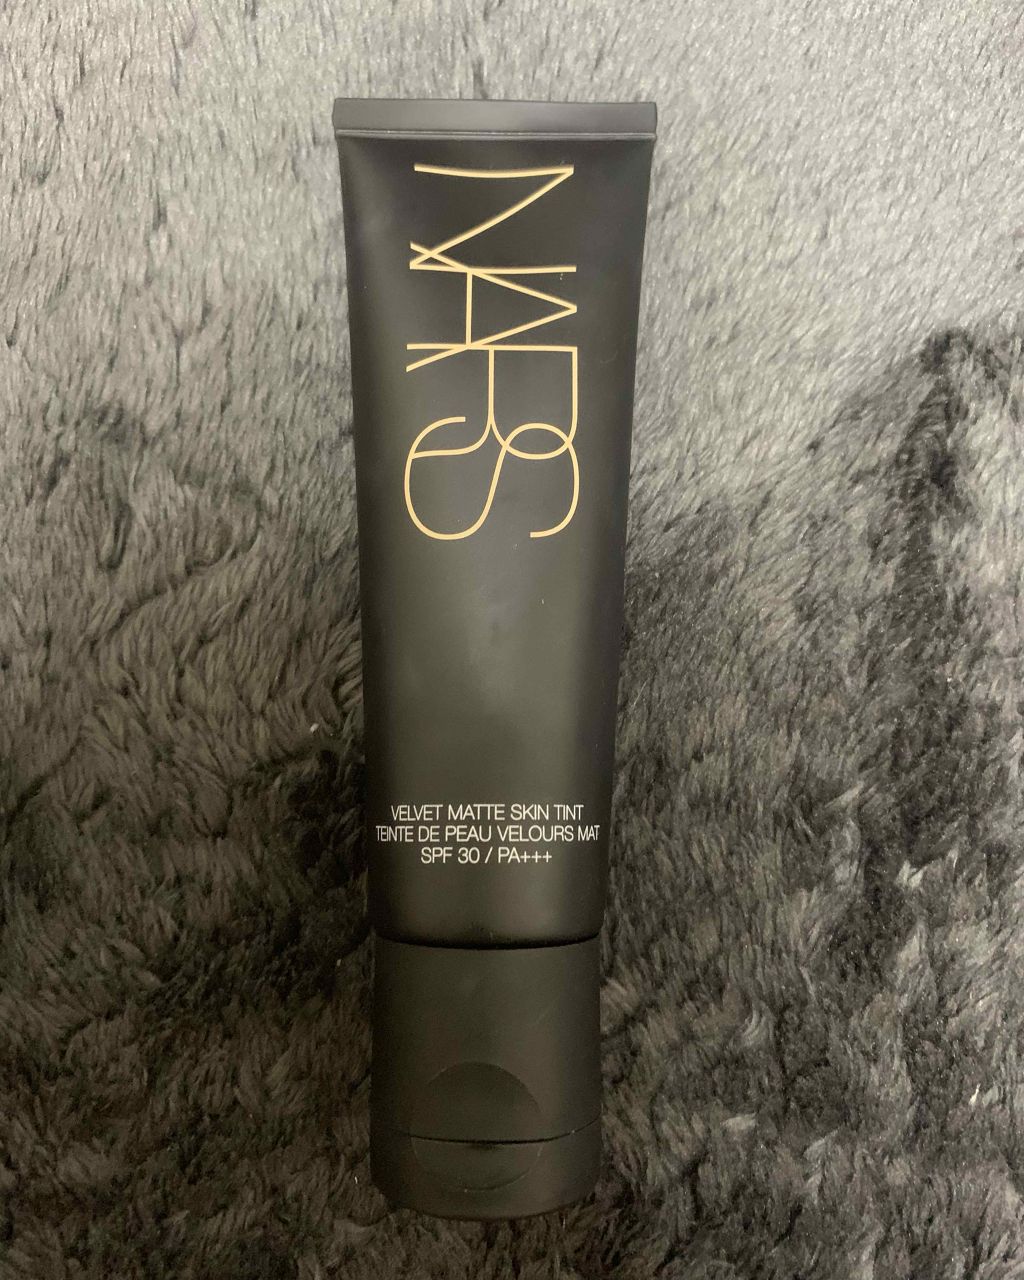 NARS
VELVET MATTE SKIN TINT
TEINTE DE PEAU VELOURS MAT
SPF 30 / PA+++